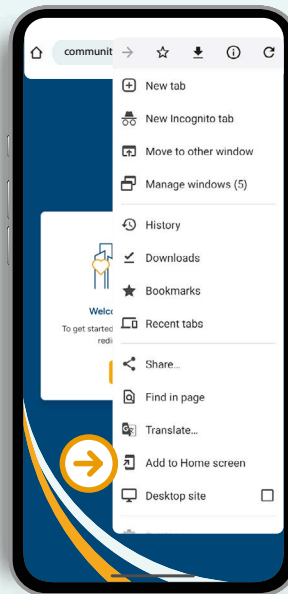 communit
New tab
New Incognito tab
Move to other window
Manage windows (5)
History
Downloads
Bookmarks
Recent tabs
Welc
To get started
redi
Share...
Find in page
Translate...
Add to Home screen
Desktop site